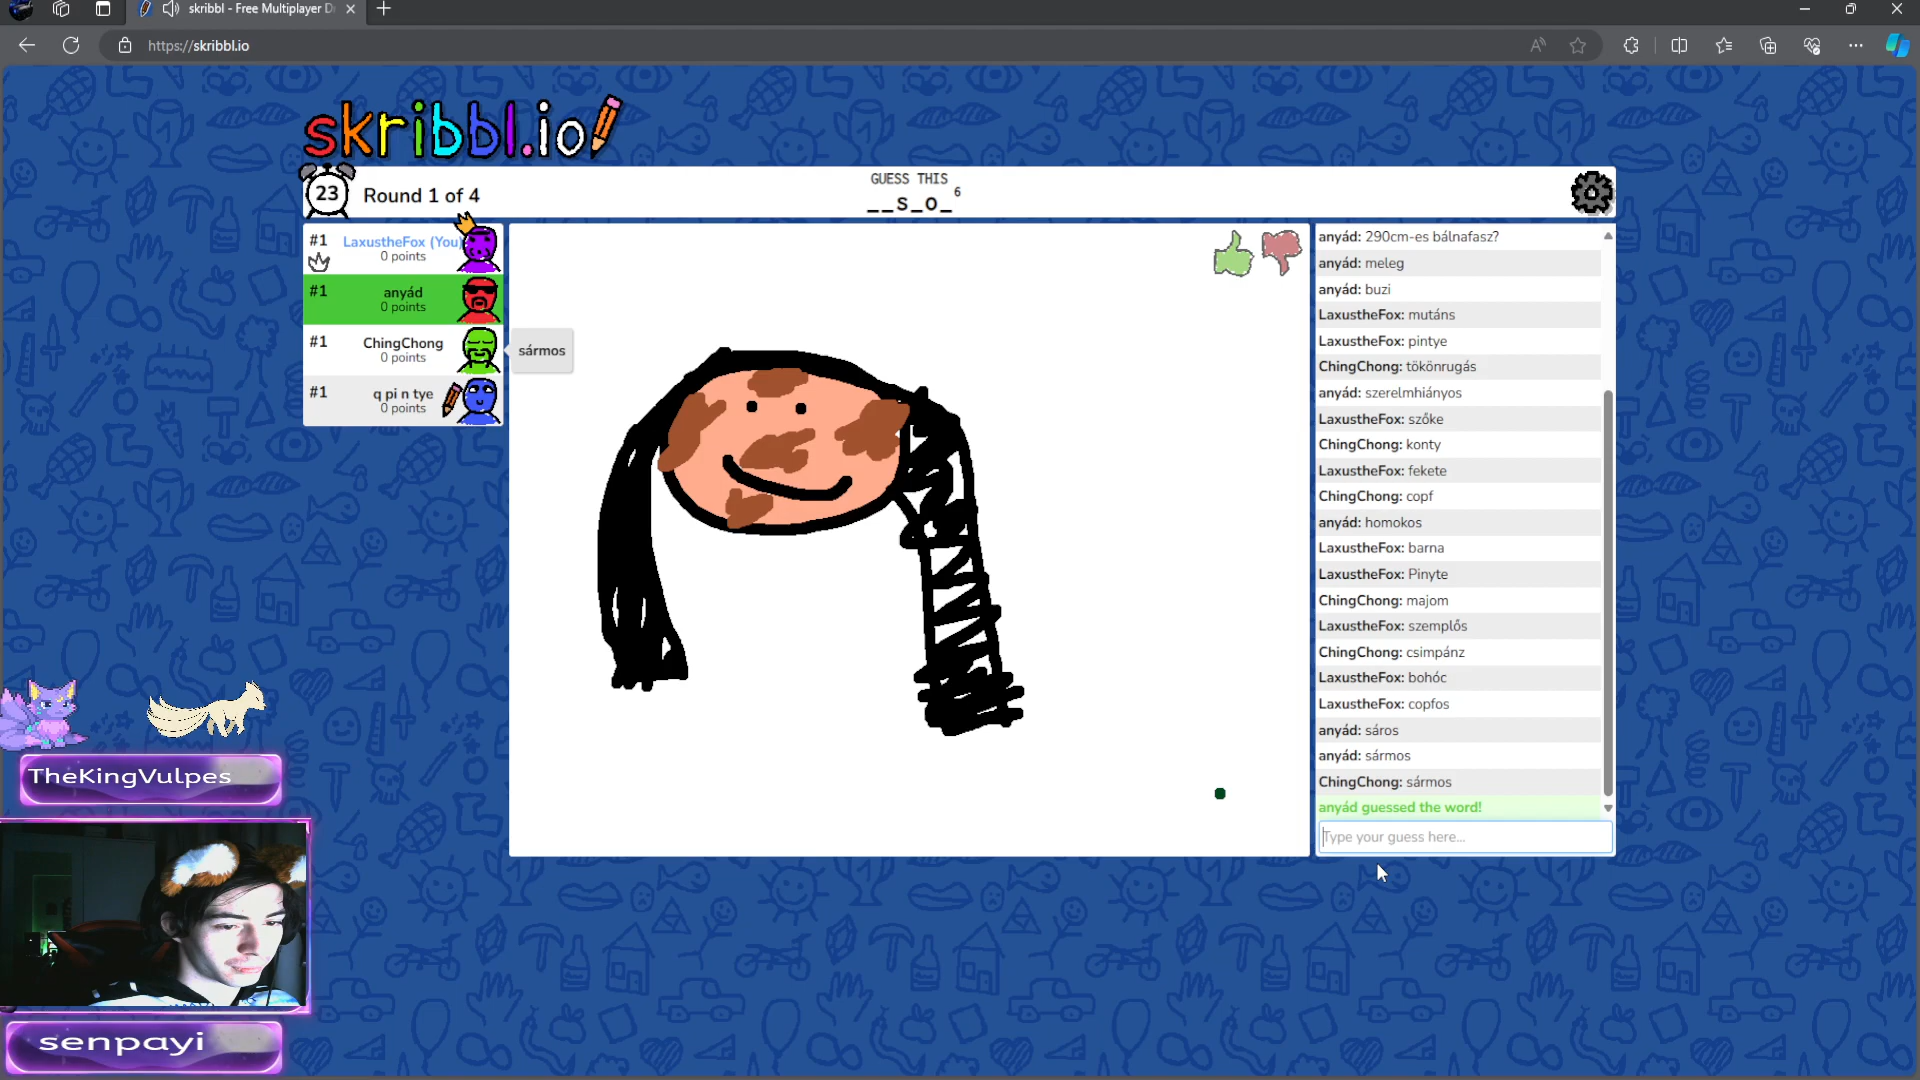 skribbl - Free Multiplayer D
https://skribbl.io
skribbl.io
23
Round 1 of 4
GUESS THIS
__s_o_ 6
#1 LaxustheFox (You)
0 points
#1 anyád
0 points
#1 ChingChong
0 points
sármos
#1 q pi n tye
0 points
anyád: 290cm-es bálnafasz?
anyád: meleg
anyád: buzi
LaxustheFox: mutáns
LaxustheFox: pintye
ChingChong: tökönrugás
anyád: szerelmhiányos
LaxustheFox: szőke
ChingChong: konty
LaxustheFox: fekete
ChingChong: copf
anyád: homokos
LaxustheFox: barna
LaxustheFox: Pinyte
ChingChong: majom
LaxustheFox: szemplős
ChingChong: csimpánz
LaxustheFox: bohóc
LaxustheFox: copfos
anyád: sáros
anyád: sármos
ChingChong: sármos
anyád guessed the word!
Type your guess here...
TheKingVulpes
senpayi